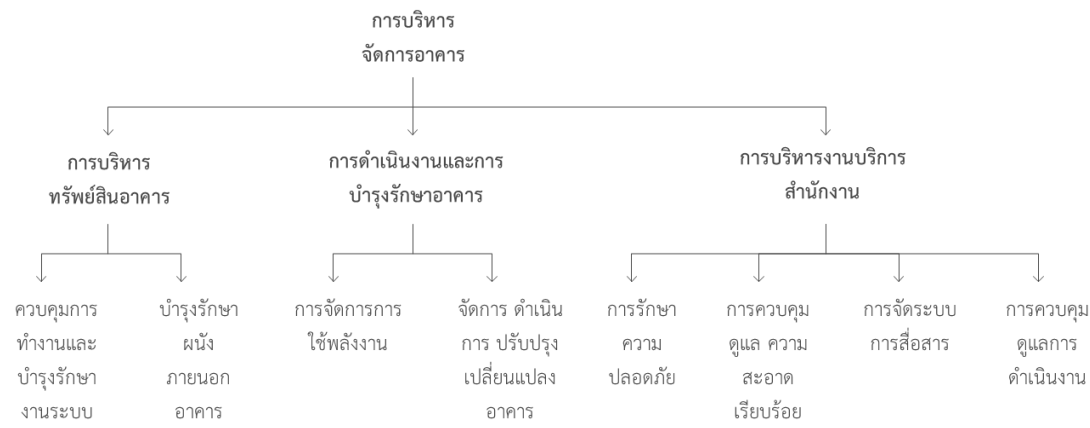 การบริหาร
จัดการอาคาร
การบริหาร
ทรัพย์สินอาคาร
การดำเนินงานและการ
บำรุงรักษาอาคาร
การบริหารงานบริการ
สำนักงาน
ควบคุมการ
ทำงานและ
บำรุงรักษา
งานระบบ
บำรุงรักษา
ผนัง
ภายนอก
อาคาร
การจัดการการ
ใช้พลังงาน
จัดการ ดำเนิน
การ ปรับปรุง
เปลี่ยนแปลง
อาคาร
การรักษา
ความ
ปลอดภัย
การควบคุม
ดูแล ความ
สะอาด
เรียบร้อย
การจัดระบบ
การสื่อสาร
การควบคุม
ดูแลการ
ดำเนินงาน